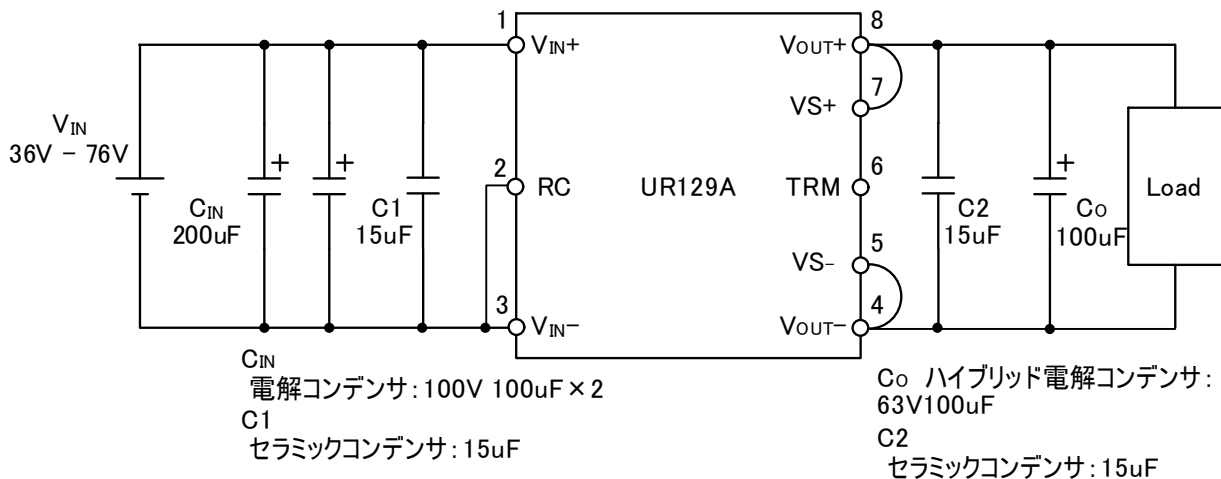 1
8
VIN+
VOUT+
7
VS+
VIN
36V - 76V
+
+
2
6
+
RC
UR129A
TRM
Load
CIN
200uF
C1
15uF
C2
15uF
Co
100uF
5
VS-
3
4
VIN-
VOUT-
CIN
電解コンデンサ:100V 100uF×2
C1
セラミックコンデンサ:15uF
Co ハイブリッド電解コンデンサ:
63V100uF
C2
セラミックコンデンサ:15uF